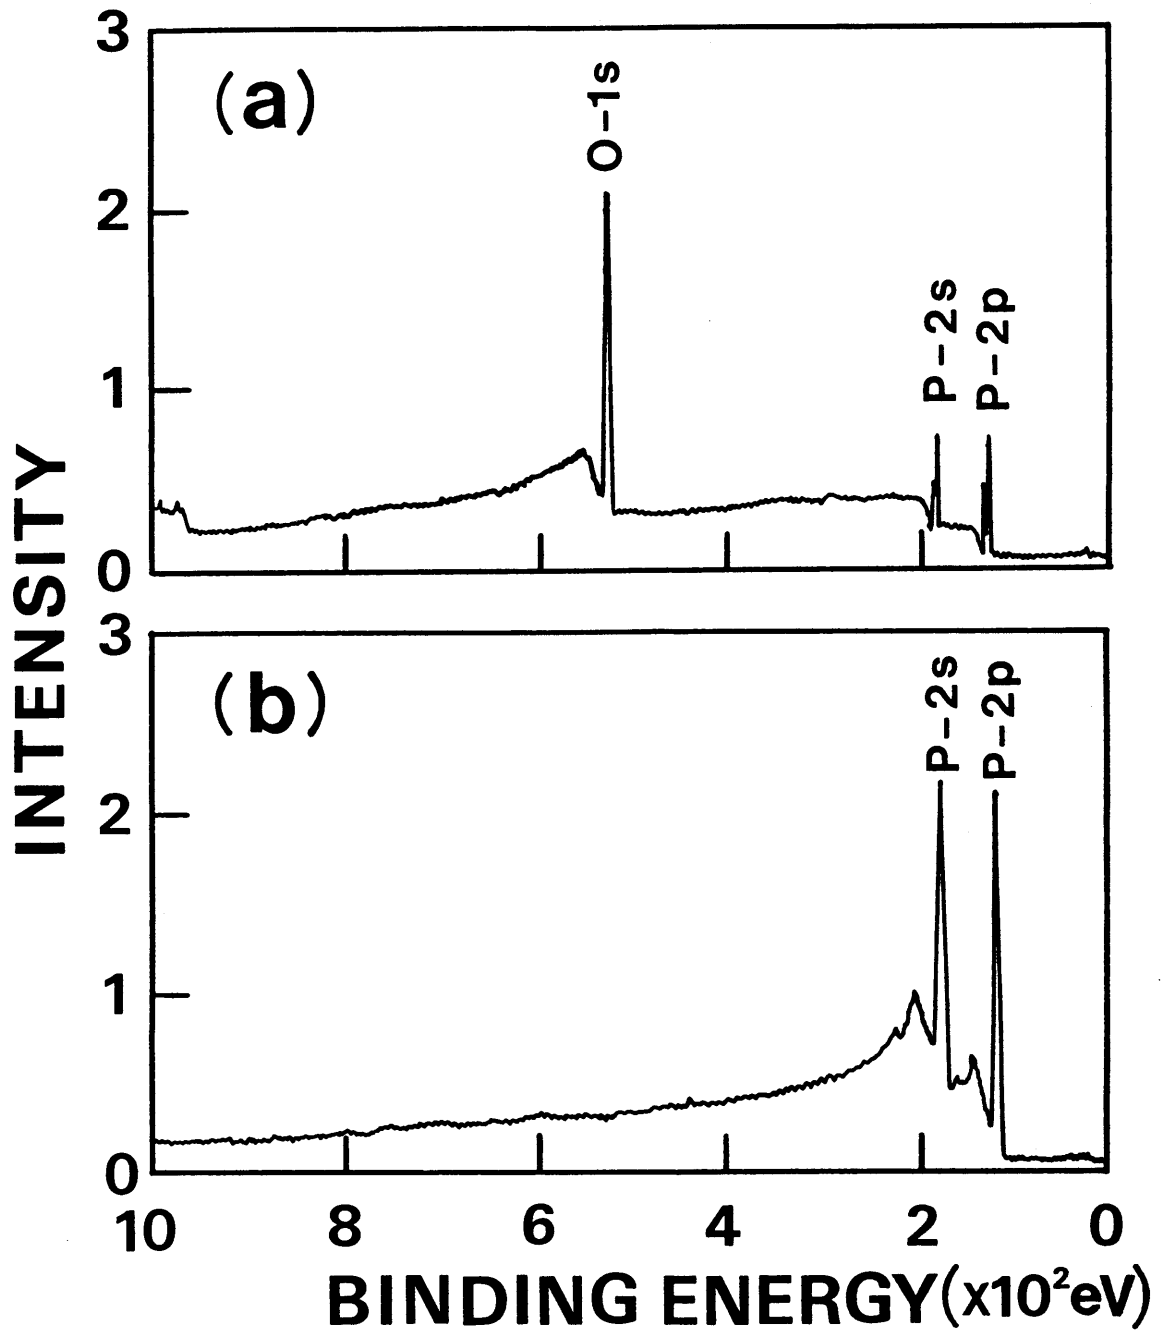 (a)
3
2
1
0
O-1s
P-2s
P-2p
INTENSITY
(b)
3
2
1
0
P-2s
P-2p
10 8 6 4 2 0
BINDING ENERGY(x10²eV)